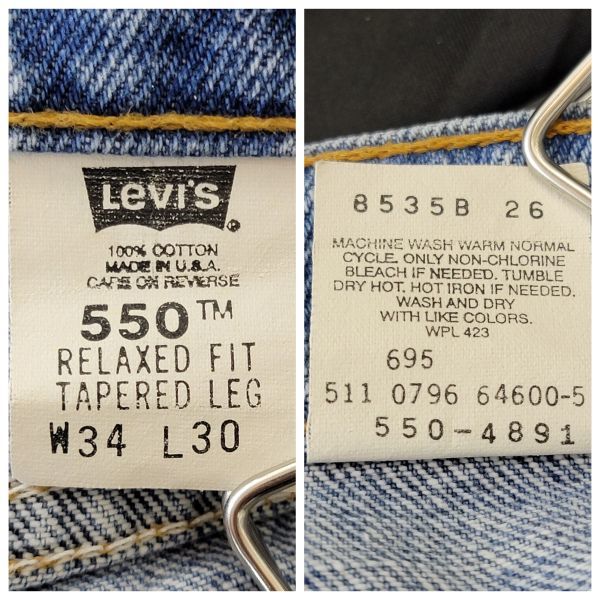 LEVI'S
®
100% COTTON
MADE IN U.S.A.
CARE ON REVERSE
550™
RELAXED FIT
TAPERED LEG
W34 L30
8535B 26
MACHINE WASH WARM NORMAL
CYCLE. ONLY NON-CHLORINE
BLEACH IF NEEDED. TUMBLE
DRY HOT. HOT IRON IF NEEDED.
WASH AND DRY
WITH LIKE COLORS.
WPL 423
695
511 0796 64600-5
550-4891